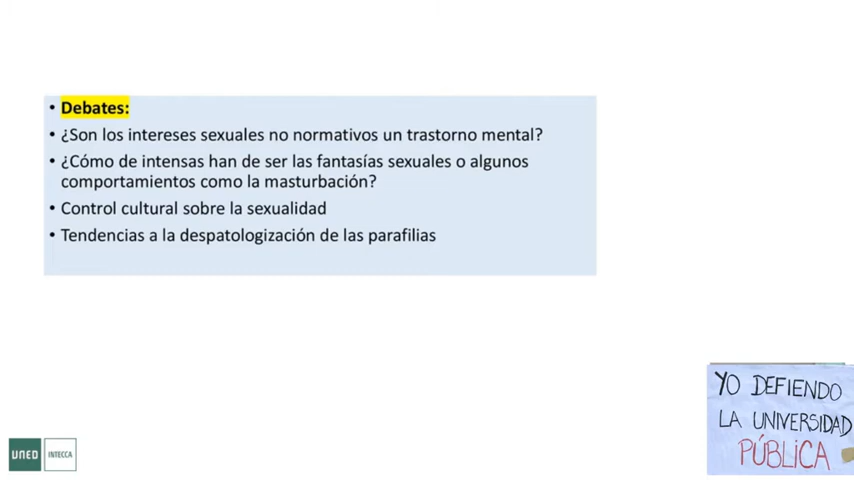 • Debates:
• ¿Son los intereses sexuales no normativos un trastorno mental?
• ¿Cómo de intensas han de ser las fantasías sexuales o algunos
comportamientos como la masturbación?
• Control cultural sobre la sexualidad
• Tendencias a la despatologización de las parafilias
YO DEFIENDO
LA UNIVERSIDAD
PÚBLICA
UNED INTECCA